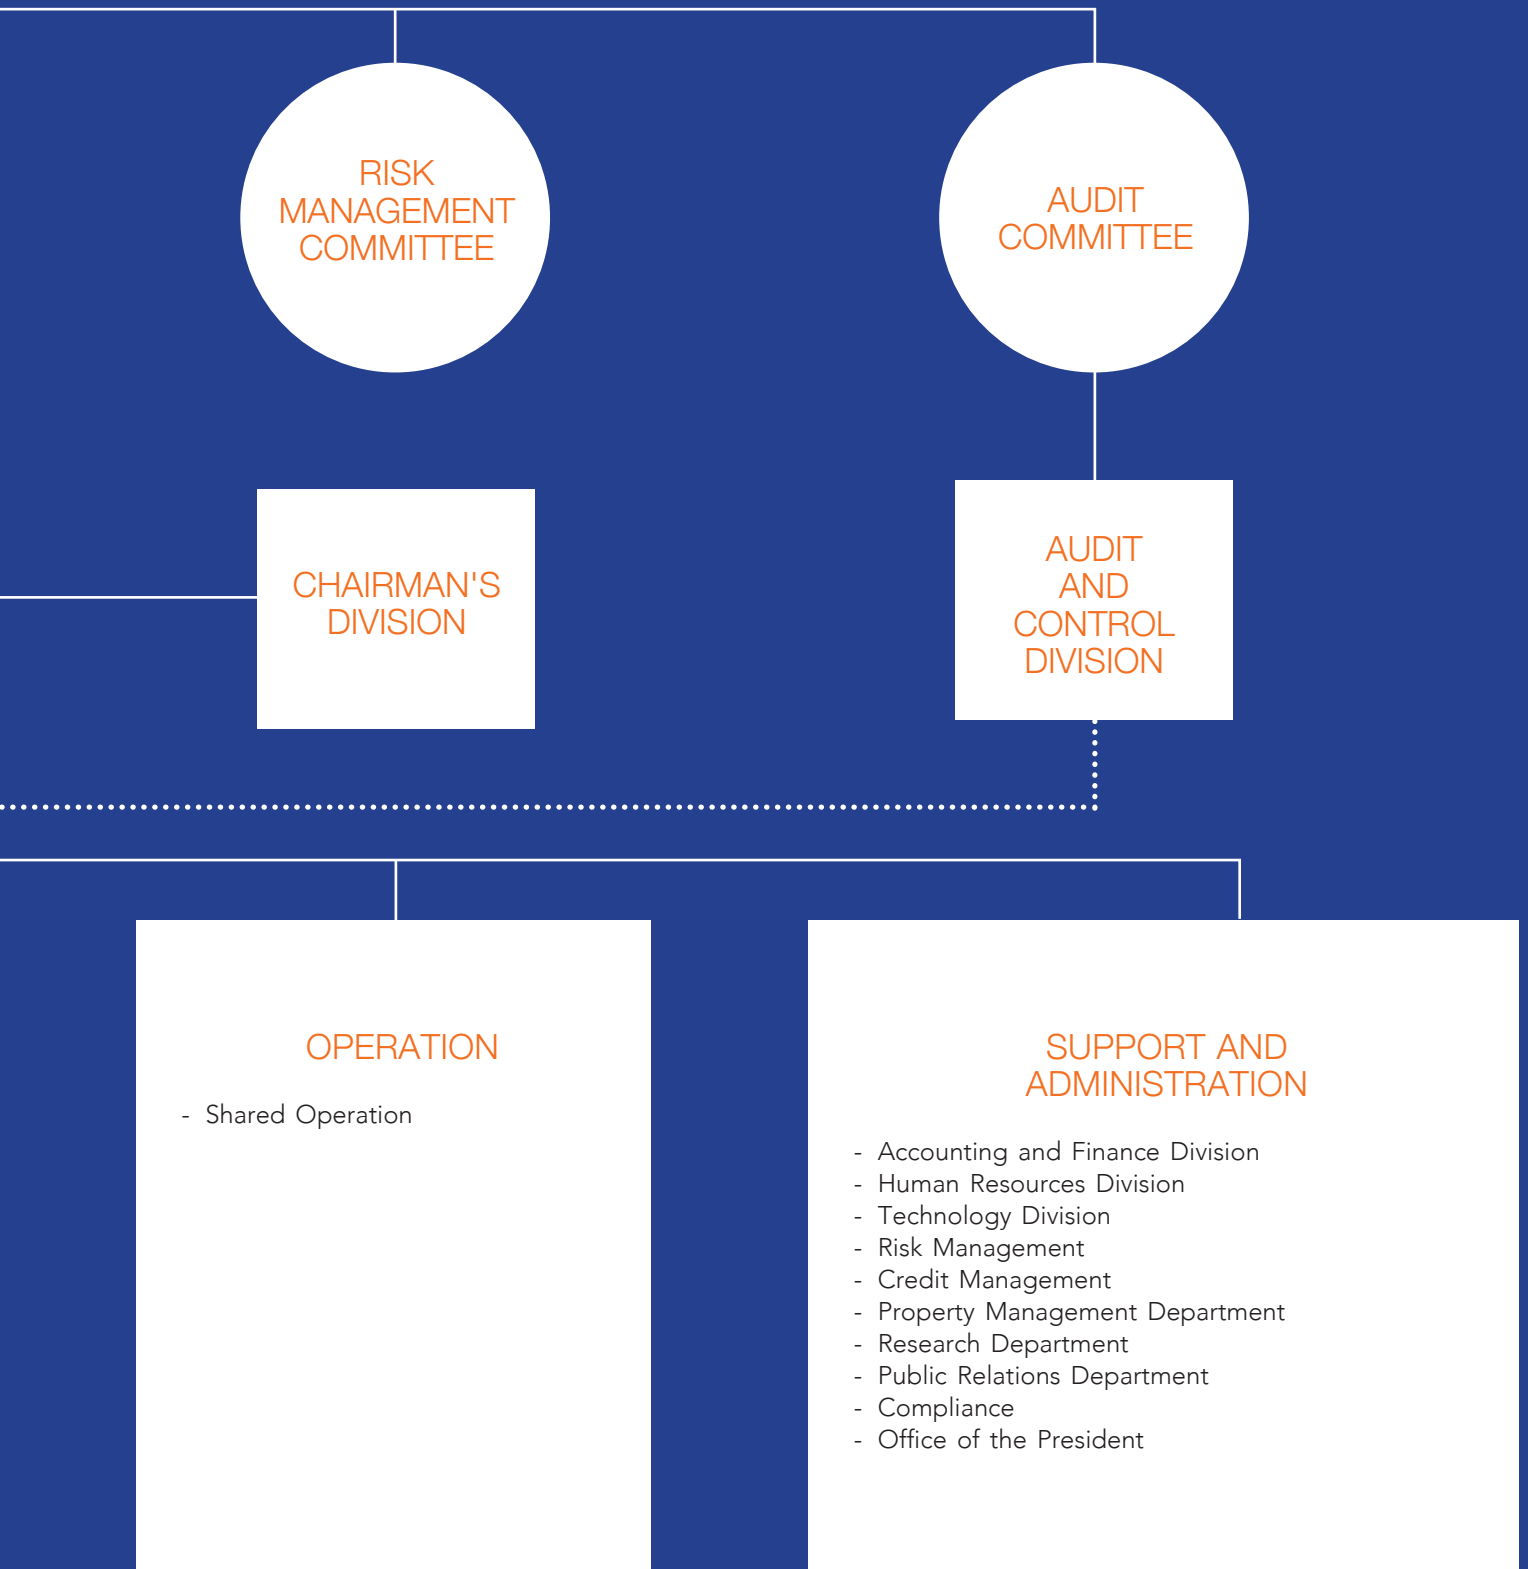 RISK
MANAGEMENT
COMMITTEE
AUDIT
COMMITTEE
CHAIRMAN'S
DIVISION
AUDIT
AND
CONTROL
DIVISION
OPERATION
- Shared Operation
SUPPORT AND
ADMINISTRATION
- Accounting and Finance Division
- Human Resources Division
- Technology Division
- Risk Management
- Credit Management
- Property Management Department
- Research Department
- Public Relations Department
- Compliance
- Office of the President